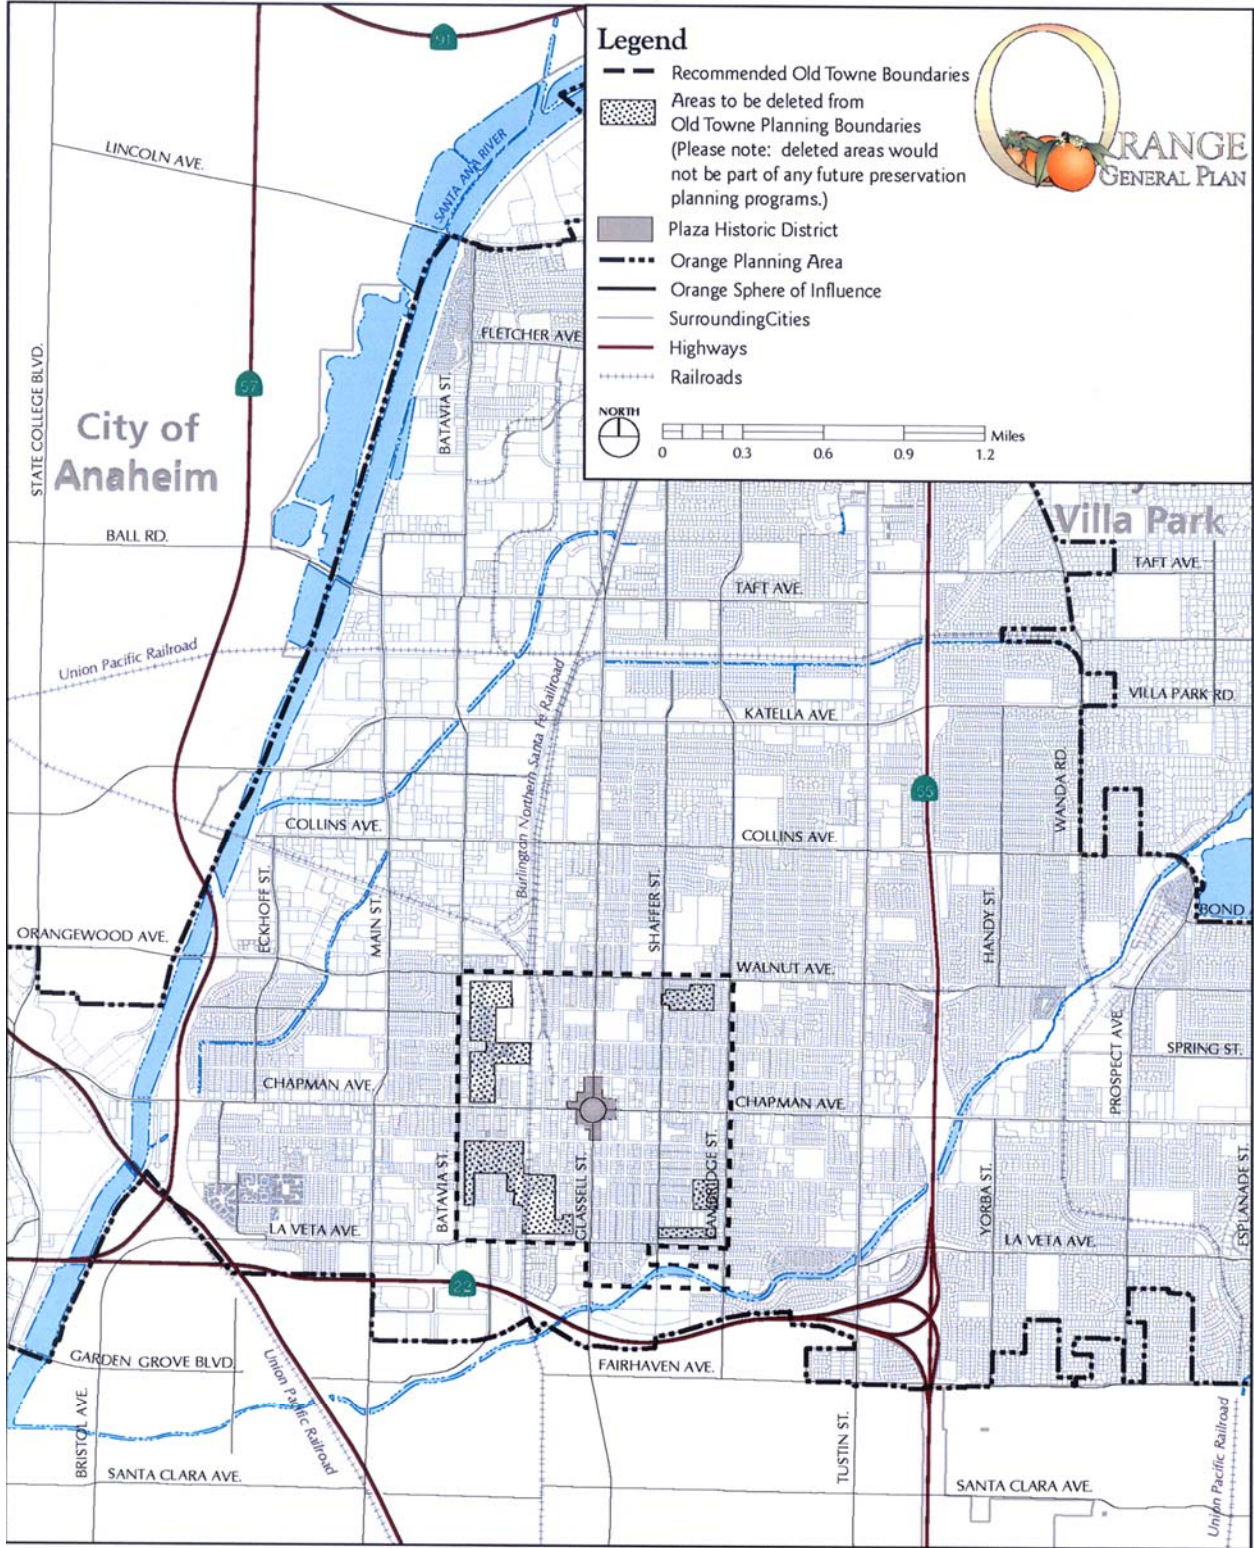 Legend
Recommended Old Towne Boundaries
Areas to be deleted from
Old Towne Planning Boundaries
(Please note: deleted areas would
not be part of any future preservation
planning programs.)
Plaza Historic District
Orange Planning Area
Orange Sphere of Influence
SurroundingCities
Highways
Railroads
ORANGE
GENERAL PLAN
NORTH
0 0.3 0.6 0.9 1.2 Miles
91
LINCOLN AVE.
SANTA ANA RIVER
FLETCHER AVE.
STATE COLLEGE BLVD.
57
BATAVIA ST.
City of
Anaheim
Villa Park
BALL RD.
TAFT AVE.
TAFT AVE.
Union Pacific Railroad
Burlington Northern Santa Fe Railroad
VILLA PARK RD.
KATELLA AVE.
WANDA RD.
55
COLLINS AVE.
COLLINS AVE.
ECKHOFF ST.
MAIN ST.
SHAFFER ST.
HANDY ST.
BOND
ORANGEWOOD AVE.
WALNUT AVE.
PROSPECT AVE.
SPRING ST.
CHAPMAN AVE.
CHAPMAN AVE.
BATAVIA ST.
GLASSELL ST.
CAMBRIDGE ST.
YORBA ST.
ESPLANADE ST.
LA VETA AVE.
LA VETA AVE.
22
GARDEN GROVE BLVD.
FAIRHAVEN AVE.
Union Pacific Railroad
BRISTOL AVE.
TUSTIN ST.
Union Pacific Railroad
SANTA CLARA AVE.
SANTA CLARA AVE.